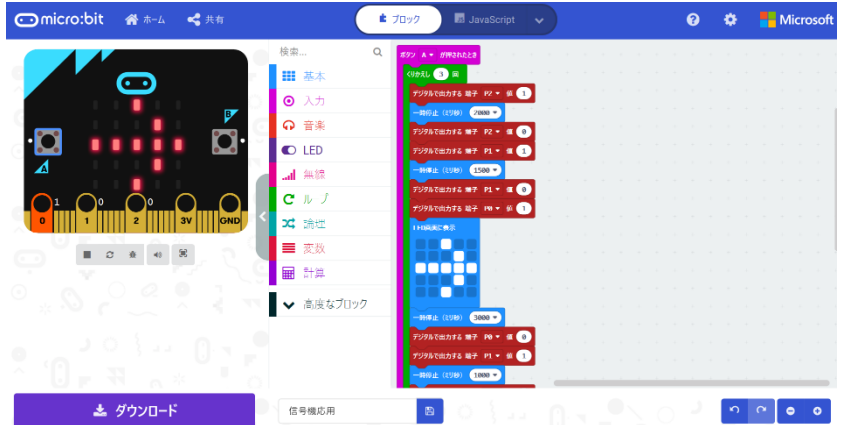 micro:bit
ホーム
共有
ブロック
JavaScript
Microsoft
検索...
基本
入力
音楽
LED
無線
ループ
論理
変数
計算
高度なブロック
B
A
1 0 0
0 1 2 3V GND
ボタン A が押されたとき
くりかえし 3 回
デジタルで出力する 端子 P2 値 1
一時停止 (ミリ秒) 2000
デジタルで出力する 端子 P2 値 0
デジタルで出力する 端子 P1 値 1
一時停止 (ミリ秒) 1500
デジタルで出力する 端子 P1 値 0
デジタルで出力する 端子 P0 値 1
LED画面に表示
一時停止 (ミリ秒) 3000
デジタルで出力する 端子 P0 値 0
デジタルで出力する 端子 P1 値 1
一時停止 (ミリ秒) 1000
ダウンロード
信号機応用